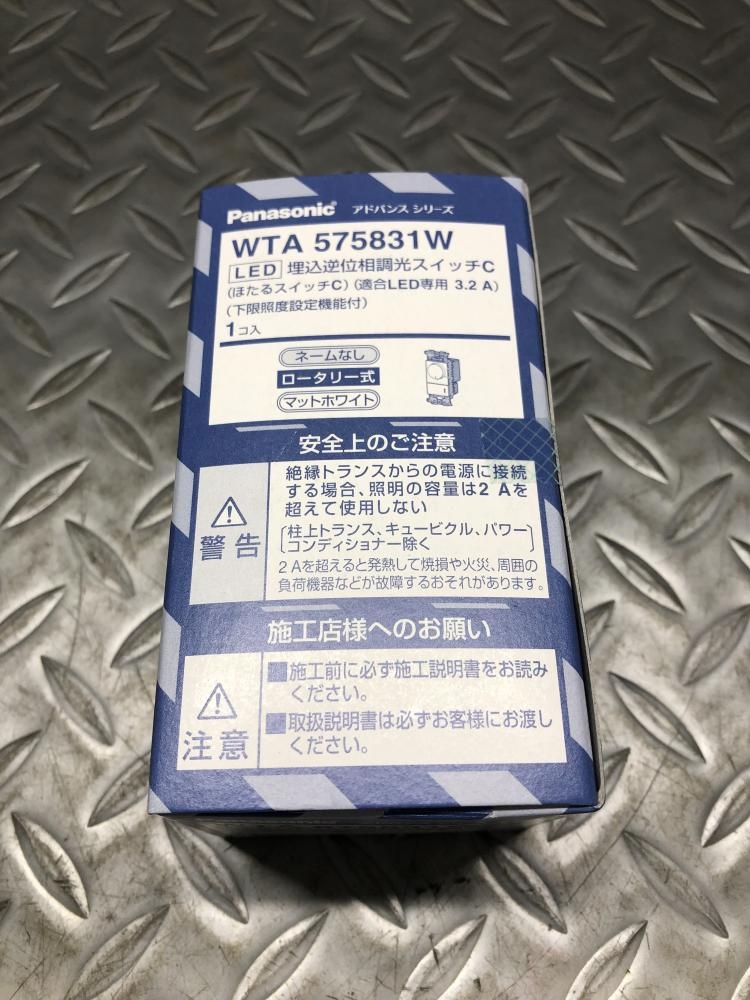 Panasonic アドバンス シリーズ
WTA 575831W
LED 埋込逆位相調光スイッチC
(ほたるスイッチC)(適合LED専用 3.2 A)
(下限照度設定機能付)
1コ入
ネームなし
ロータリー式
マットホワイト
安全上のご注意
警告
絶縁トランスからの電源に接続
する場合、照明の容量は2 Aを
超えて使用しない
柱上トランス、キュービクル、パワー
コンディショナー除く
2 Aを超えると発熱して焼損や火災、周囲の
負荷機器などが故障するおそれがあります。
施工店様へのお願い
注意
■施工前に必ず施工説明書をお読み
ください。
■取扱説明書は必ずお客様にお渡し
ください。